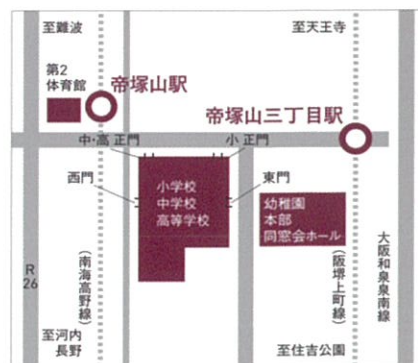 至難波
至天王寺
第2
体育館
帝塚山駅
帝塚山三丁目駅
中・高 正門
小 正門
西門
東門
小学校
中学校
高等学校
幼稚園
本部
同窓会ホール
R
26
(南海高野線)
(阪堺上町線)
大阪和泉泉南線
至河内
長野
至住吉公園